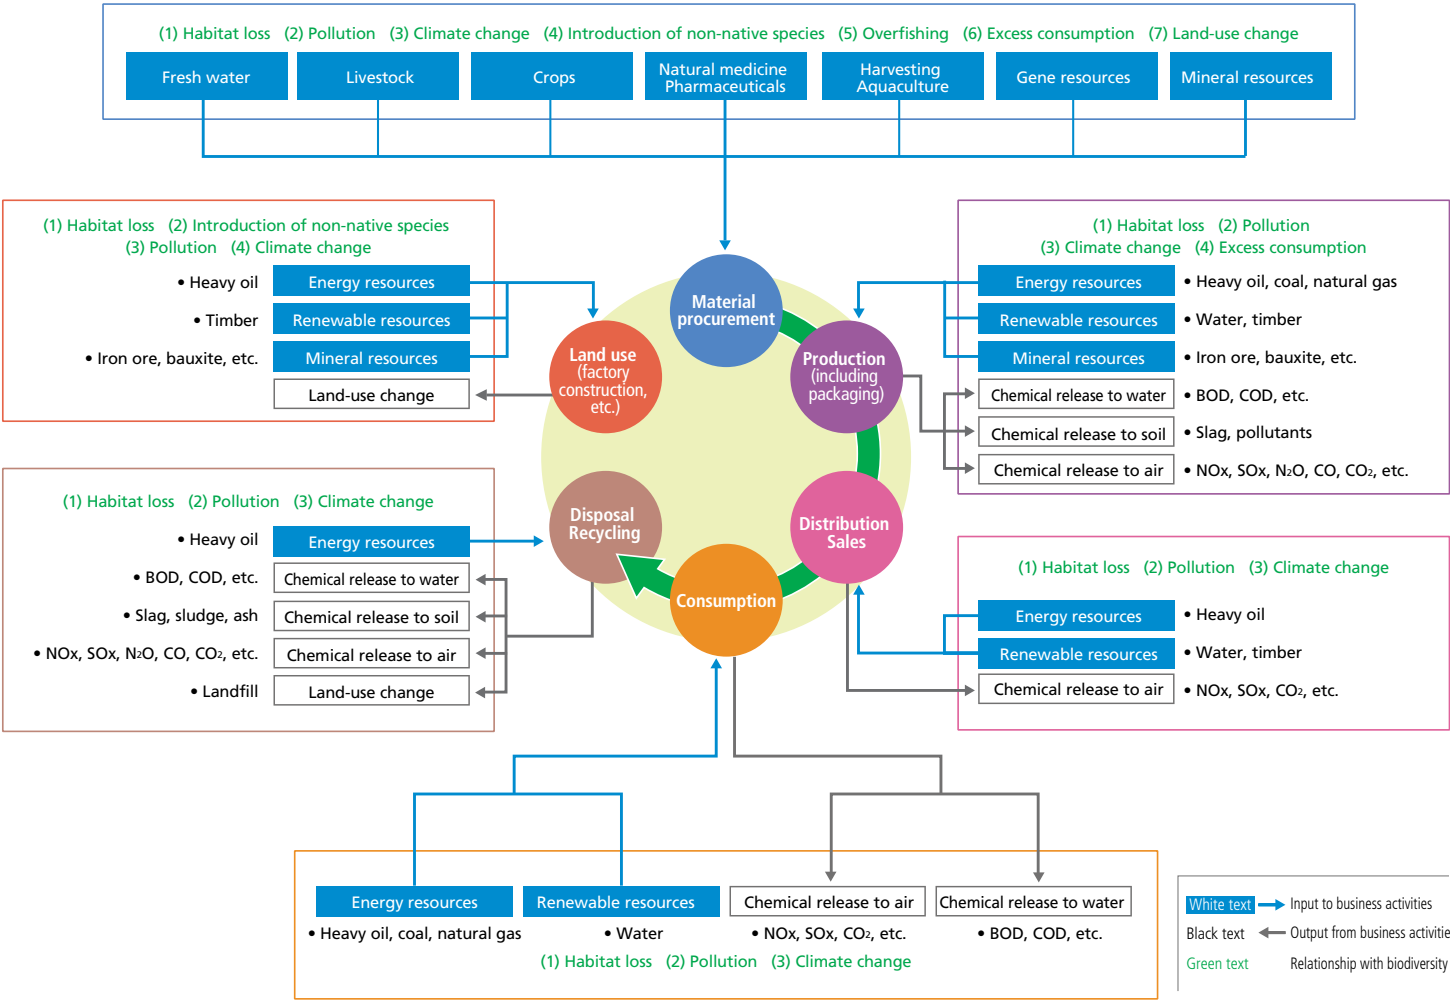 (1) Habitat loss (2) Pollution (3) Climate change (4) Introduction of non-native species (5) Overfishing (6) Excess consumption (7) Land-use change
Fresh water
Livestock
Crops
Natural medicine
Pharmaceuticals
Harvesting
Aquaculture
Gene resources
Mineral resources
(1) Habitat loss (2) Introduction of non-native species
(3) Pollution (4) Climate change
• Heavy oil
Energy resources
• Timber
Renewable resources
• Iron ore, bauxite, etc.
Mineral resources
Land-use change
(1) Habitat loss (2) Pollution
(3) Climate change (4) Excess consumption
Energy resources
• Heavy oil, coal, natural gas
Renewable resources
• Water, timber
Mineral resources
• Iron ore, bauxite, etc.
Chemical release to water
• BOD, COD, etc.
Chemical release to soil
• Slag, pollutants
Chemical release to air
• NOx, SOx, N2O, CO, CO2, etc.
Material
procurement
Land use
(factory
construction,
etc.)
Production
(including
packaging)
Disposal
Recycling
Distribution
Sales
Consumption
(1) Habitat loss (2) Pollution (3) Climate change
• Heavy oil
Energy resources
• BOD, COD, etc.
Chemical release to water
• Slag, sludge, ash
Chemical release to soil
• NOx, SOx, N2O, CO, CO2, etc.
Chemical release to air
• Landfill
Land-use change
(1) Habitat loss (2) Pollution (3) Climate change
Energy resources
• Heavy oil
Renewable resources
• Water, timber
Chemical release to air
• NOx, SOx, CO2, etc.
Energy resources
Renewable resources
Chemical release to air
Chemical release to water
• Heavy oil, coal, natural gas
• Water
• NOx, SOx, CO2, etc.
• BOD, COD, etc.
(1) Habitat loss (2) Pollution (3) Climate change
White text
Input to business activities
Black text
Output from business activitie
Green text
Relationship with biodiversity